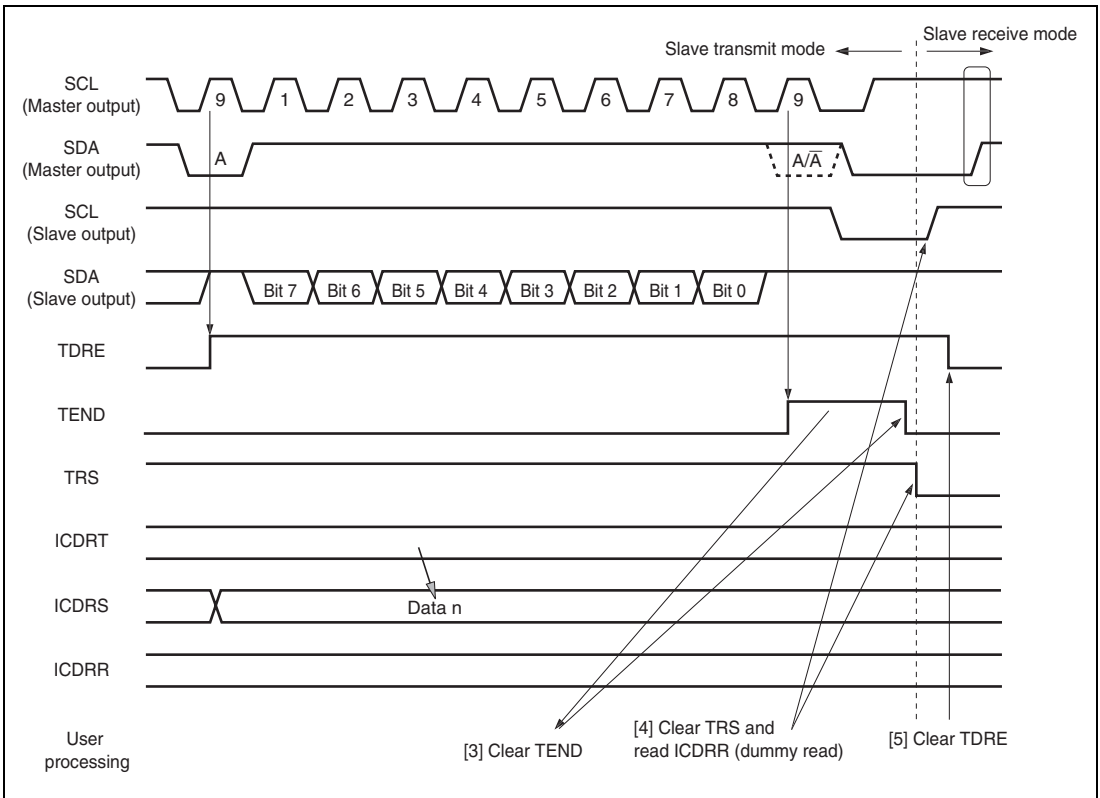 Slave transmit mode
Slave receive mode
SCL
(Master output)
9 1 2 3 4 5 6 7 8 9
SDA
(Master output)
A
A/A̅
SCL
(Slave output)
SDA
(Slave output)
Bit 7 Bit 6 Bit 5 Bit 4 Bit 3 Bit 2 Bit 1 Bit 0
TDRE
TEND
TRS
ICDRT
ICDRS
Data n
ICDRR
User
processing
[3] Clear TEND
[4] Clear TRS and
read ICDRR (dummy read)
[5] Clear TDRE